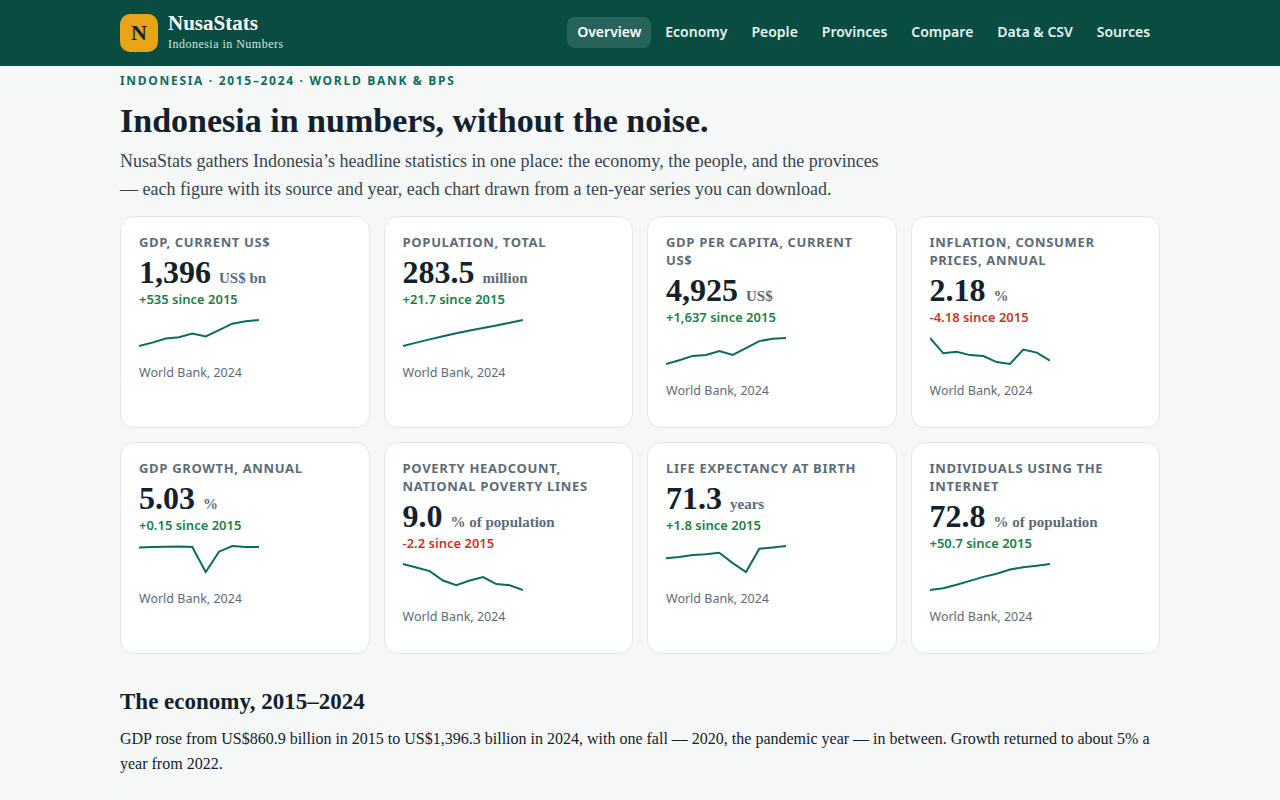 N
NusaStats
Indonesia in Numbers
Overview
Economy
People
Provinces
Compare
Data & CSV
Sources
INDONESIA · 2015–2024 · WORLD BANK & BPS
Indonesia in numbers, without the noise.
NusaStats gathers Indonesia’s headline statistics in one place: the economy, the people, and the provinces
— each figure with its source and year, each chart drawn from a ten-year series you can download.
GDP, CURRENT US$
1,396 US$ bn
+535 since 2015
World Bank, 2024
POPULATION, TOTAL
283.5 million
+21.7 since 2015
World Bank, 2024
GDP PER CAPITA, CURRENT
US$
4,925 US$
+1,637 since 2015
World Bank, 2024
INFLATION, CONSUMER
PRICES, ANNUAL
2.18 %
-4.18 since 2015
World Bank, 2024
GDP GROWTH, ANNUAL
5.03 %
+0.15 since 2015
World Bank, 2024
POVERTY HEADCOUNT,
NATIONAL POVERTY LINES
9.0 % of population
-2.2 since 2015
World Bank, 2024
LIFE EXPECTANCY AT BIRTH
71.3 years
+1.8 since 2015
World Bank, 2024
INDIVIDUALS USING THE
INTERNET
72.8 % of population
+50.7 since 2015
World Bank, 2024
The economy, 2015–2024
GDP rose from US$860.9 billion in 2015 to US$1,396.3 billion in 2024, with one fall — 2020, the pandemic year — in between. Growth returned to about 5% a
year from 2022.